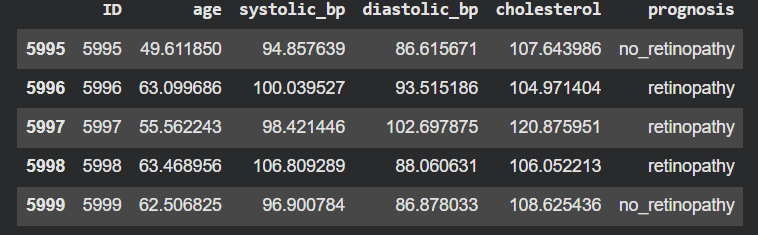 ID age systolic_bp diastolic_bp cholesterol prognosis
5995 5995 49.611850 94.857639 86.615671 107.643986 no_retinopathy
5996 5996 63.099686 100.039527 93.515186 104.971404 retinopathy
5997 5997 55.562243 98.421446 102.697875 120.875951 retinopathy
5998 5998 63.468956 106.809289 88.060631 106.052213 retinopathy
5999 5999 62.506825 96.900784 86.878033 108.625436 no_retinopathy